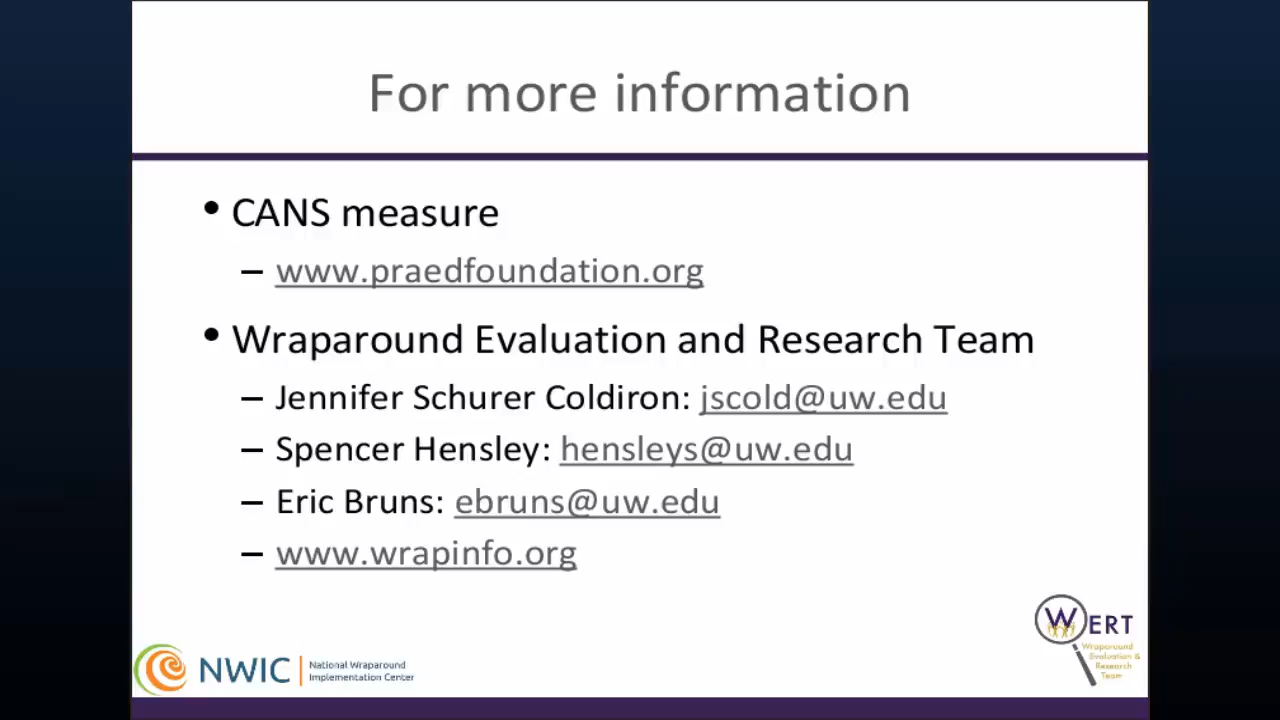 For more information
• CANS measure
– www.praedfoundation.org
• Wraparound Evaluation and Research Team
– Jennifer Schurer Coldiron: jscold@uw.edu
– Spencer Hensley: hensleys@uw.edu
– Eric Bruns: ebruns@uw.edu
– www.wrapinfo.org
WERT
Wraparound
Evaluation &
Research
Team
NWIC
National Wraparound
Implementation Center